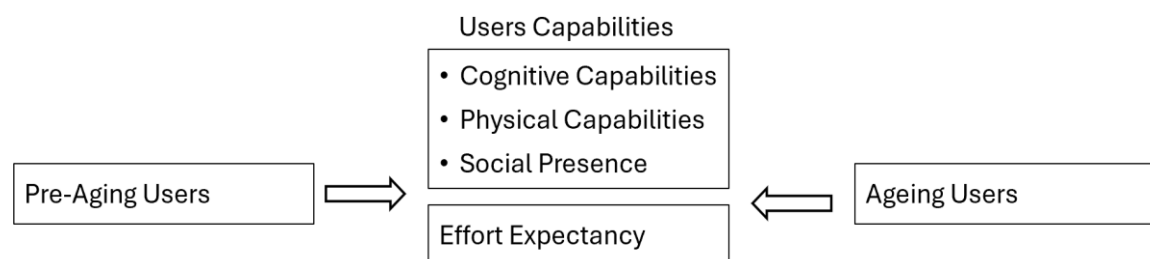 Users Capabilities
• Cognitive Capabilities
• Physical Capabilities
• Social Presence
Pre-Aging Users
Ageing Users
Effort Expectancy